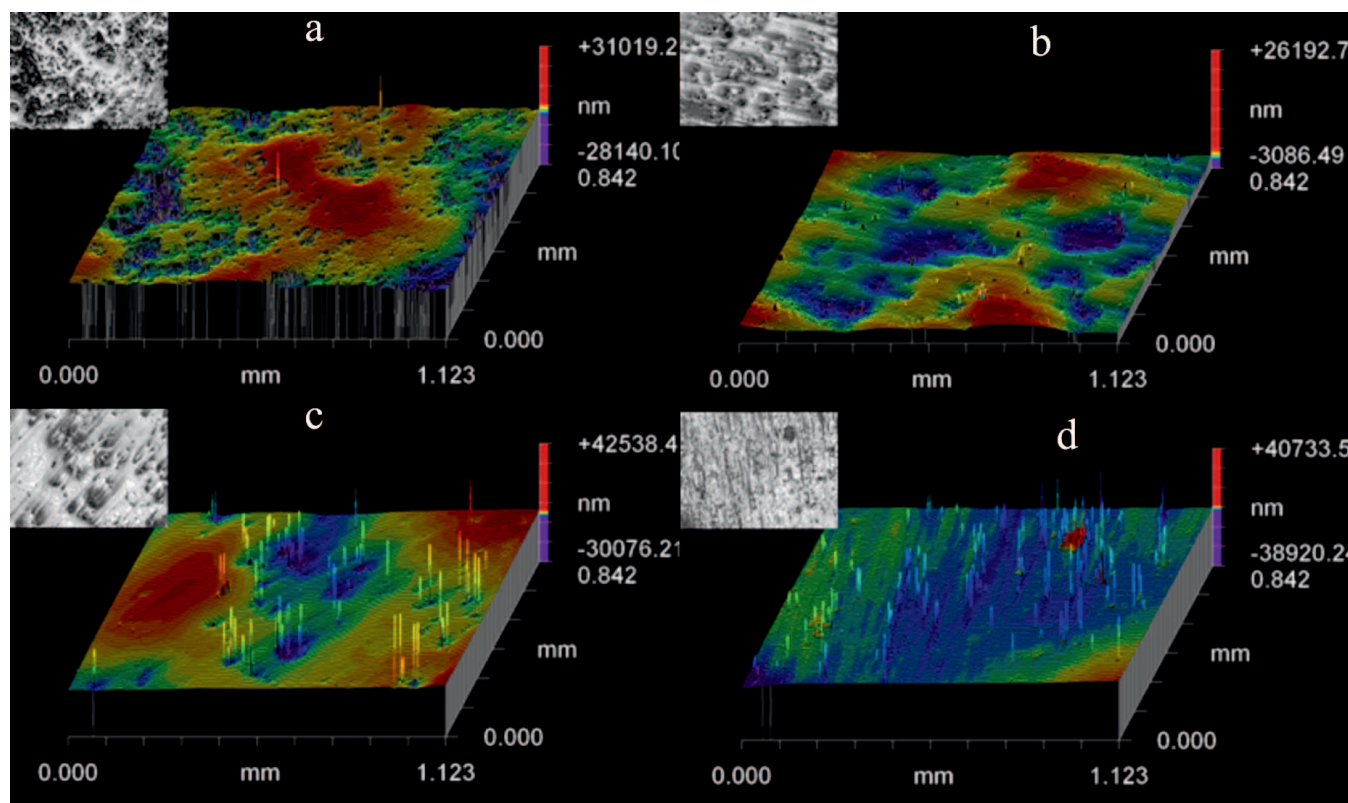 a
+31019.2
nm
-28140.10
0.842
mm
0.000
0.000 mm 1.123
b
+26192.7
nm
-3086.49
0.842
mm
0.000
0.000 mm 1.123
c
+42538.4
nm
-30076.21
0.842
mm
0.000
0.000 mm 1.123
d
+40733.5
nm
-38920.24
0.842
mm
0.000
0.000 mm 1.123